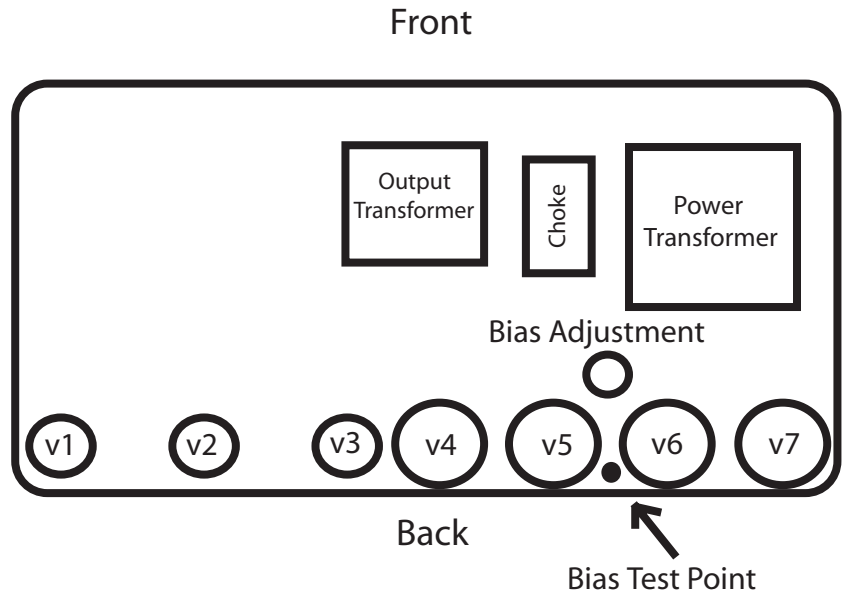 Front
Output
Transformer
Choke
Power
Transformer
Bias Adjustment
v1
v2
v3
v4
v5
v6
v7
Back
Bias Test Point